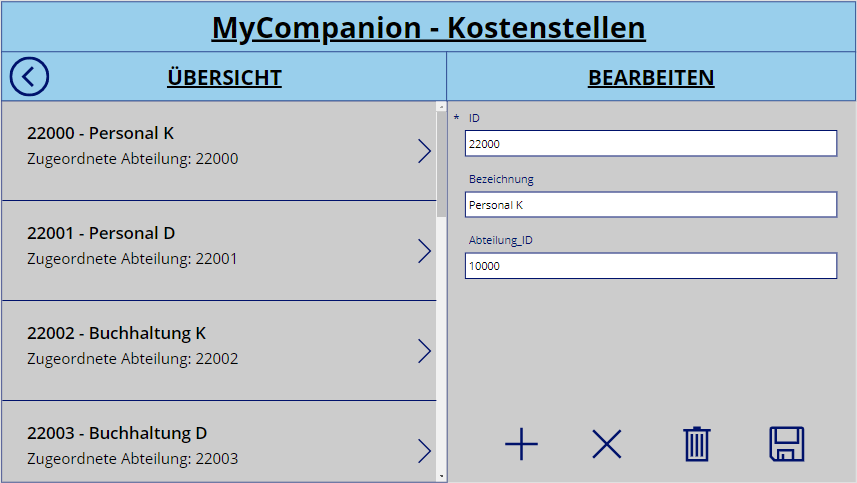 MyCompanion - Kostenstellen
ÜBERSICHT
BEARBEITEN
22000 - Personal K
Zugeordnete Abteilung: 22000
22001 - Personal D
Zugeordnete Abteilung: 22001
22002 - Buchhaltung K
Zugeordnete Abteilung: 22002
22003 - Buchhaltung D
Zugeordnete Abteilung: 22003
* ID
22000
Bezeichnung
Personal K
Abteilung_ID
10000